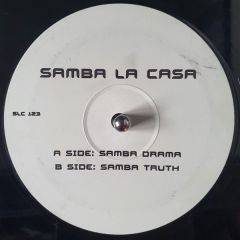 SAMBA LA CASA
SLC 123
A SIDE: SAMBA DRAMA
B SIDE: SAMBA TRUTH